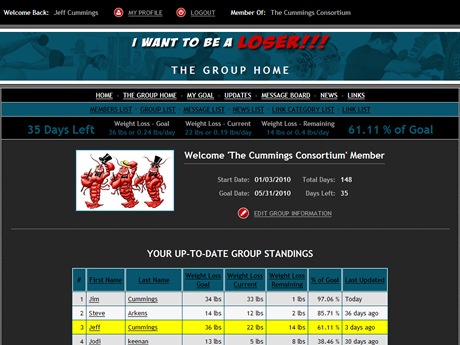 Welcome Back: Jeff Cummings MY PROFILE LOGOUT Member Of: The Cummings Consortium
I WANT TO BE A LOSER!!!
THE GROUP HOME
HOME - THE GROUP HOME - MY GOAL - UPDATES - MESSAGE BOARD - NEWS - LINKS
MEMBERS LIST - GROUP LIST - MESSAGE LIST - NEWS LIST - LINK CATEGORY LIST - LINK LIST
35 Days Left Weight Loss - Goal Weight Loss - Current Weight Loss - Remaining 61.11 % of Goal
36 lbs or 0.24 lbs/day 22 lbs or 0.19 lbs/day 14 lbs or 0.4 lbs/day
Welcome 'The Cummings Consortium' Member
Start Date: 01/03/2010 Total Days: 148
Goal Date: 05/31/2010 Days Left: 35
EDIT GROUP INFORMATION
YOUR UP-TO-DATE GROUP STANDINGS
# First Name Last Name Weight Loss Goal Weight Loss Current Weight Loss Remaining % of Goal Last Updated
1 Jim Cummings 34 lbs 33 lbs 1 lbs 97.06 % Today
2 Steve Arkens 14 lbs 12 lbs 2 lbs 85.71 % 36 days ago
3 Jeff Cummings 36 lbs 22 lbs 14 lbs 61.11 % 3 days ago
4 Jodi keenan 13 lbs 5 lbs 8 lbs 38.46 % 30 days ago